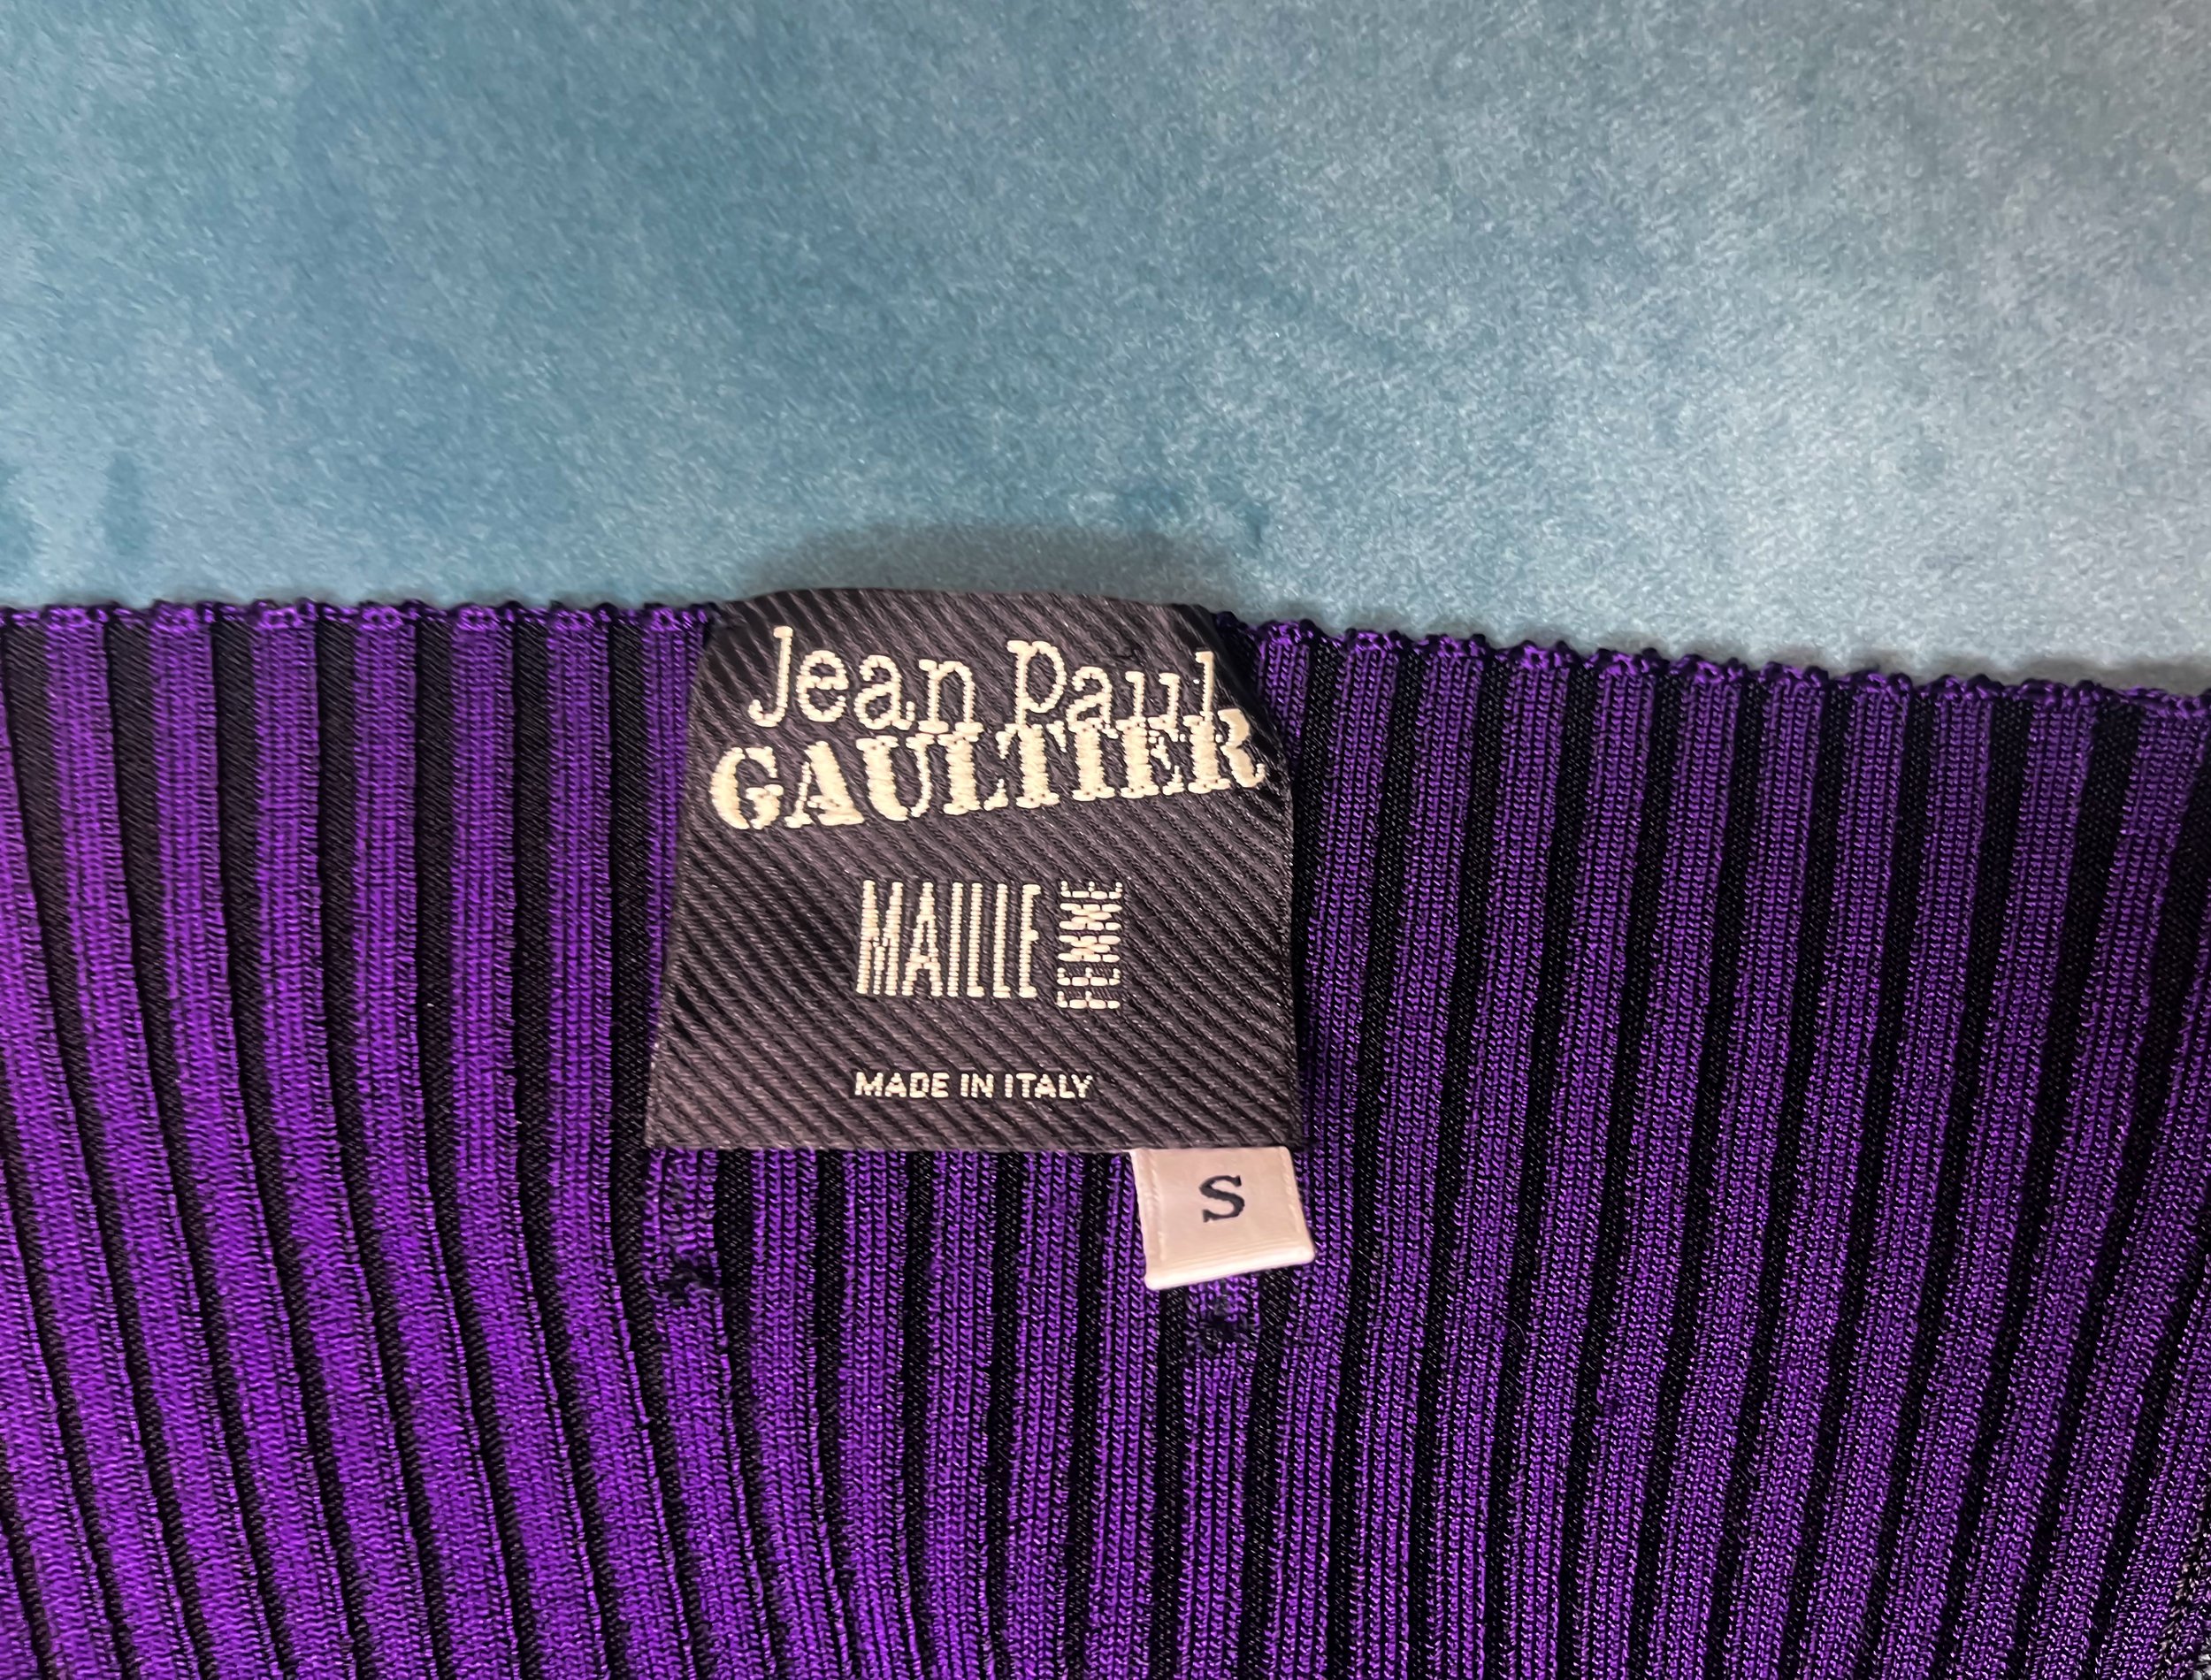 Jean Paul
GAULTIER
MAILLE FEMME
MADE IN ITALY
S